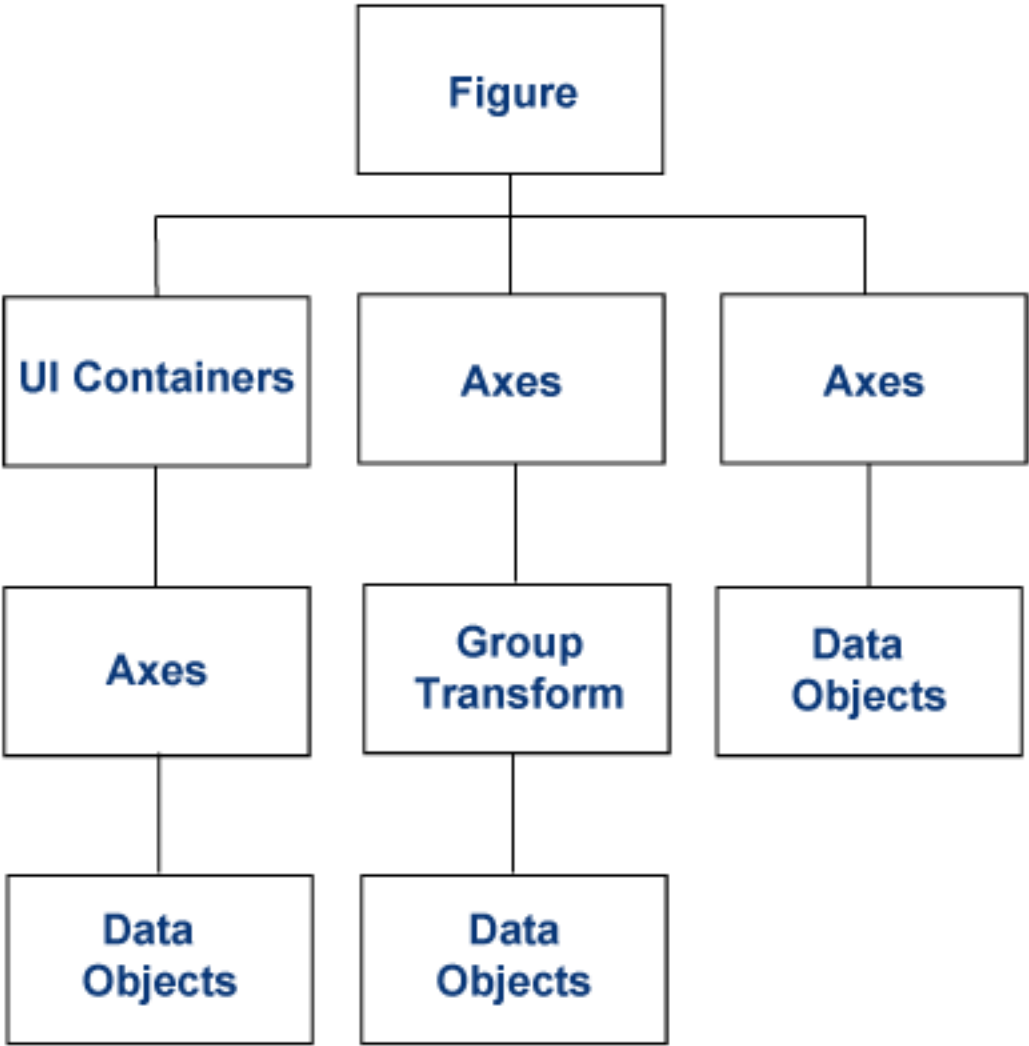 Figure
UI Containers
Axes
Axes
Axes
Group
Transform
Data
Objects
Data
Objects
Data
Objects